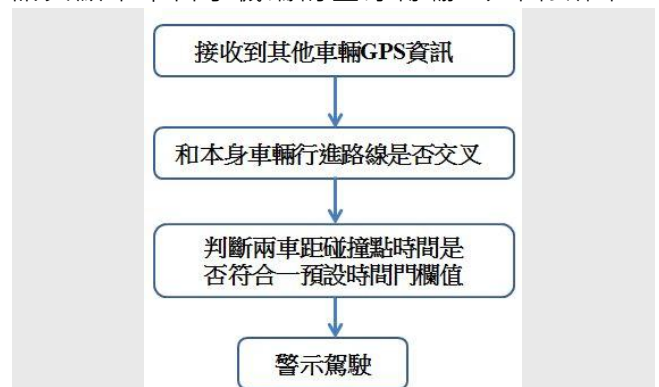 接收到其他車輛GPS資訊
和本身車輛行進路線是否交叉
判斷兩車距碰撞點時間是
否符合一預設時間門欄值
警示駕駛